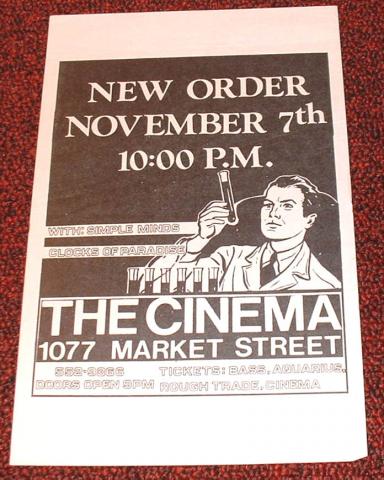 NEW ORDER
NOVEMBER 7th
10:00 P.M.
WITH: SIMPLE MINDS
CLOCKS OF PARADISE
THE CINEMA
1077 MARKET STREET
552-9866 TICKETS: BASS, AQUARIUS,
DOORS OPEN 9PM ROUGH TRADE, CINEMA